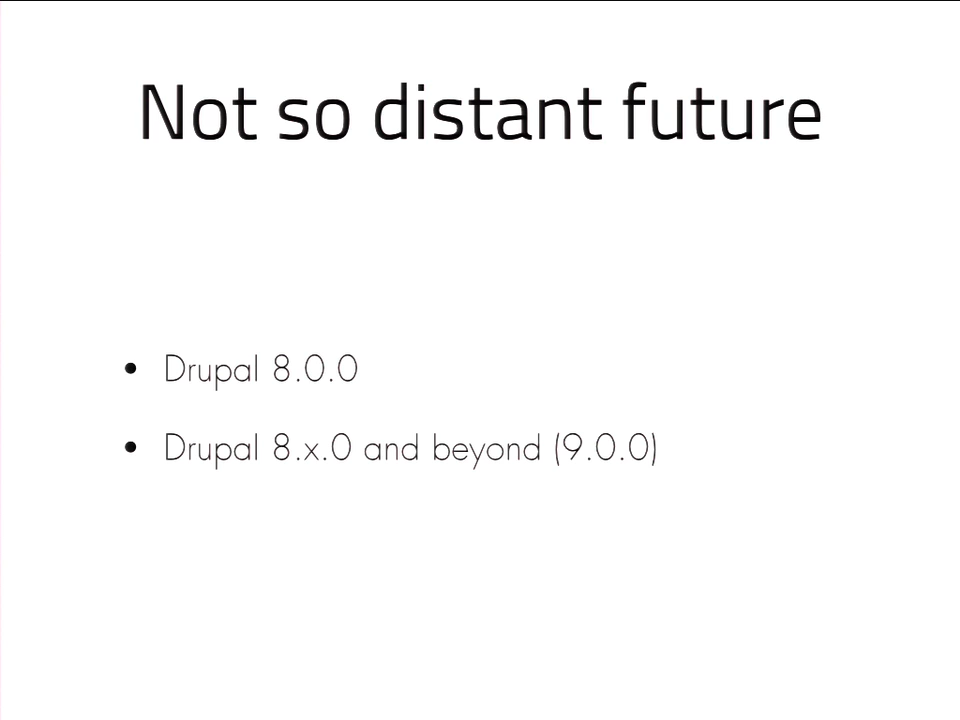 Not so distant future
• Drupal 8.0.0
• Drupal 8.x.0 and beyond (9.0.0)